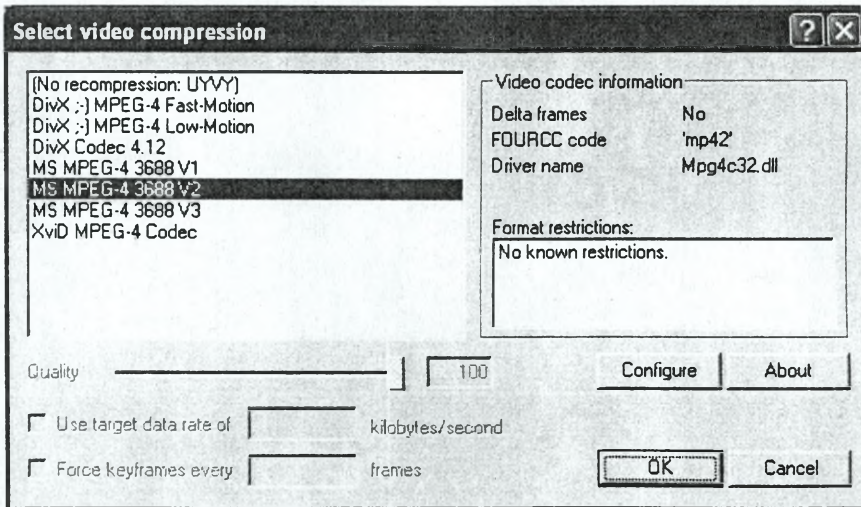 Select video compression
(No recompression: UYVY)
DivX ;-) MPEG-4 Fast-Motion
DivX ;-) MPEG-4 Low-Motion
DivX Codec 4.12
MS MPEG-4 3688 V1
MS MPEG-4 3688 V2
MS MPEG-4 3688 V3
XviD MPEG-4 Codec
Video codec information
Delta frames No
FOURCC code 'mp42'
Driver name Mpg4c32.dll
Format restrictions:
No known restrictions.
Quality 100
Configure About
Use target data rate of kilobytes/second
Force keyframes every frames
OK Cancel